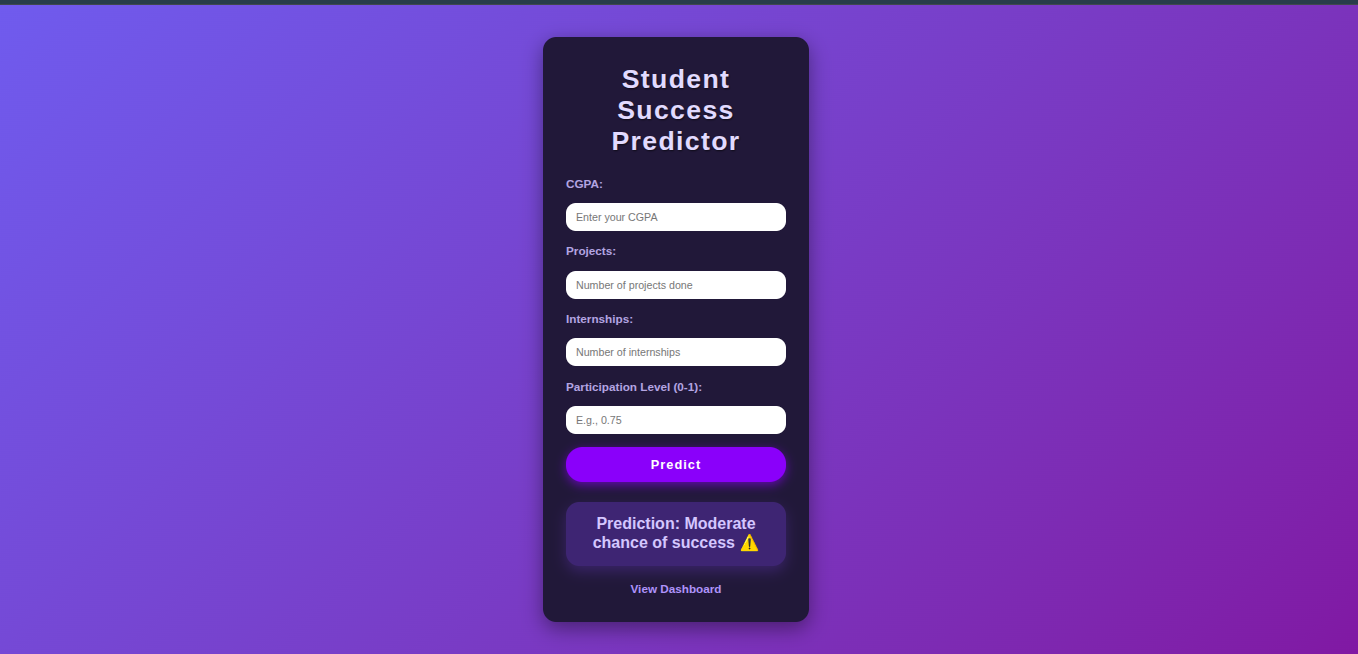 Student
Success
Predictor
CGPA:
Enter your CGPA
Projects:
Number of projects done
Internships:
Number of internships
Participation Level (0-1):
E.g., 0.75
Predict
Prediction: Moderate
chance of success ⚠️
View Dashboard